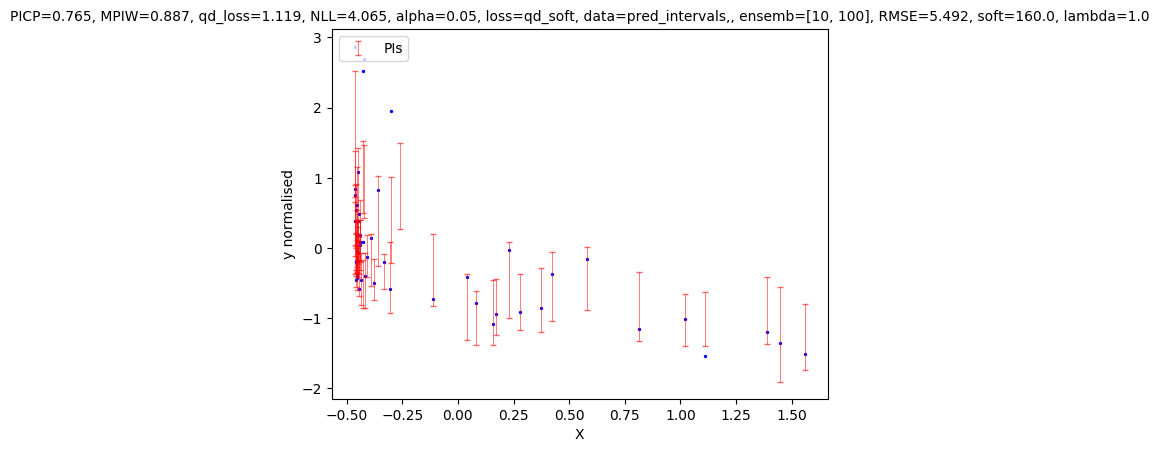 PICP=0.765, MPIW=0.887, qd_loss=1.119, NLL=4.065, alpha=0.05, loss=qd_soft, data=pred_intervals,, ensemb=[10, 100], RMSE=5.492, soft=160.0, lambda=1.0
PIs
3
2
1
0
−1
−2
y normalised
−0.50 −0.25 0.00 0.25 0.50 0.75 1.00 1.25 1.50
X